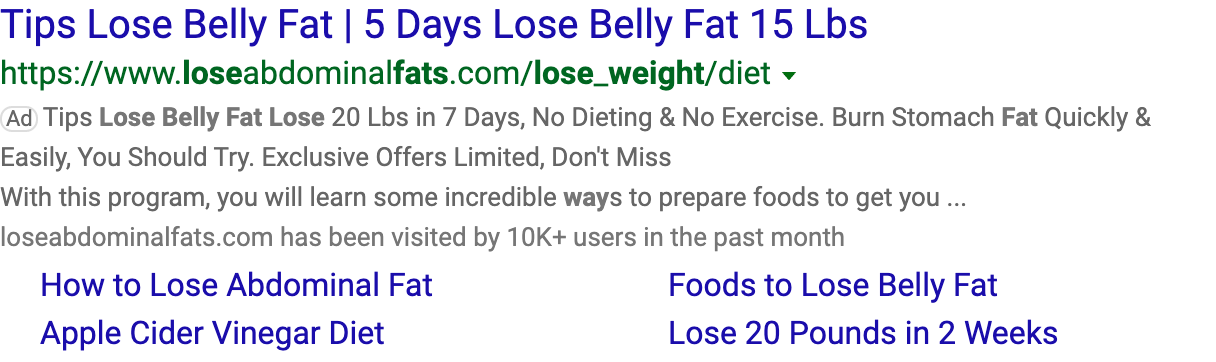 Tips Lose Belly Fat | 5 Days Lose Belly Fat 15 Lbs
https://www.loseabdominalfats.com/lose_weight/diet
Ad Tips Lose Belly Fat Lose 20 Lbs in 7 Days, No Dieting & No Exercise. Burn Stomach Fat Quickly &
Easily, You Should Try. Exclusive Offers Limited, Don't Miss
With this program, you will learn some incredible ways to prepare foods to get you ...
loseabdominalfats.com has been visited by 10K+ users in the past month
How to Lose Abdominal Fat
Foods to Lose Belly Fat
Apple Cider Vinegar Diet
Lose 20 Pounds in 2 Weeks